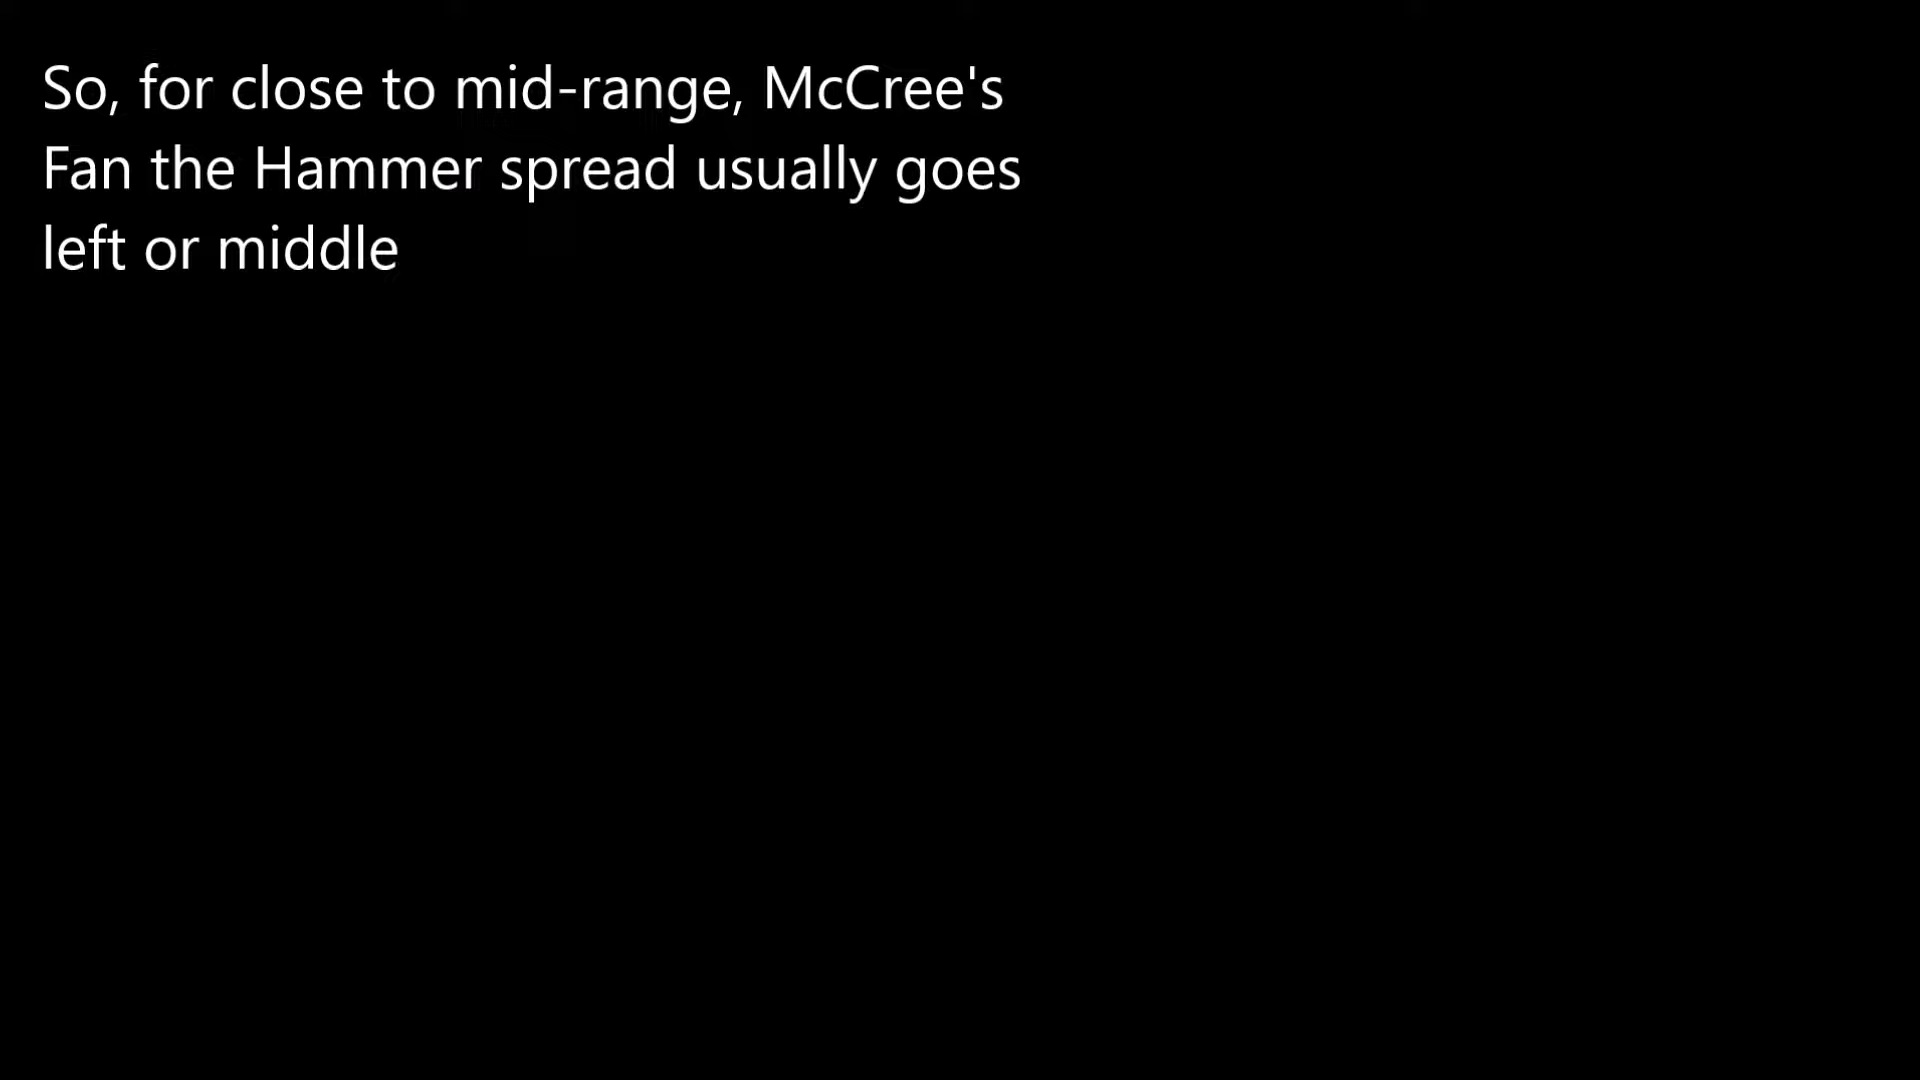 So, for close to mid-range, McCree's
Fan the Hammer spread usually goes
left or middle